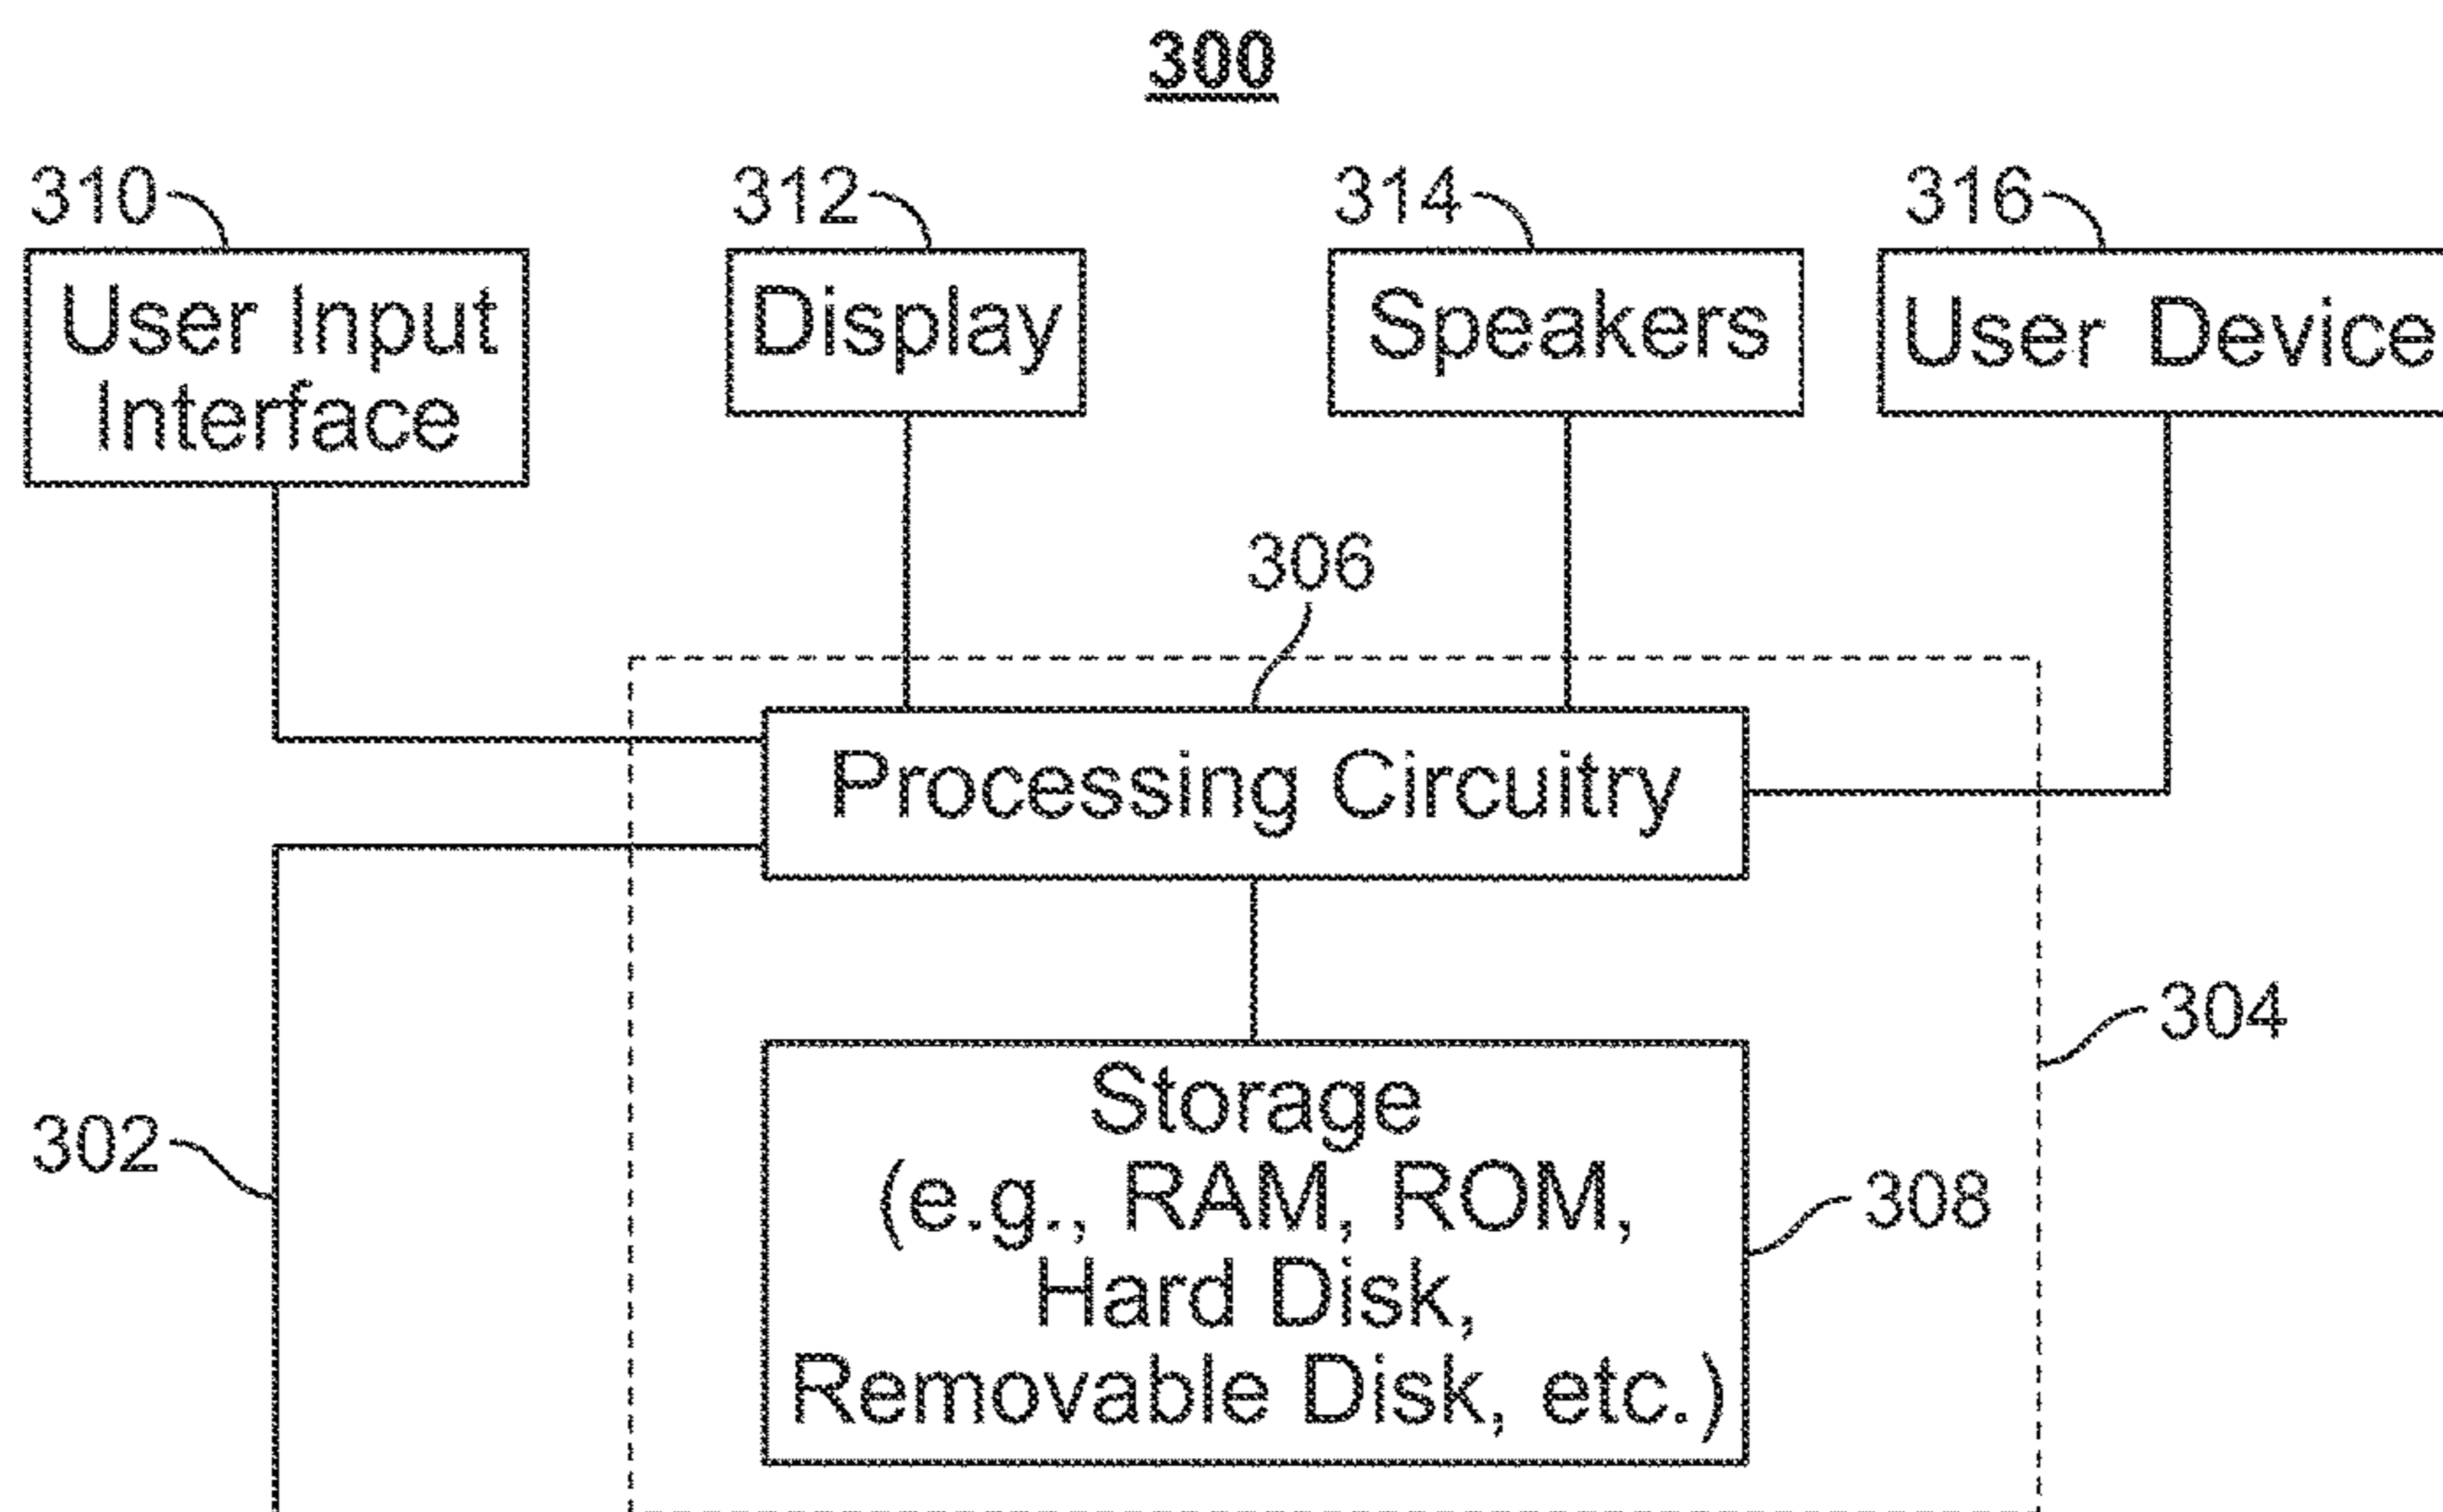 300
310
312
314
316
User Input
Interface
Display
Speakers
User Device
306
Processing Circuitry
304
302
Storage
(e.g., RAM, ROM,
Hard Disk,
Removable Disk, etc.)
308